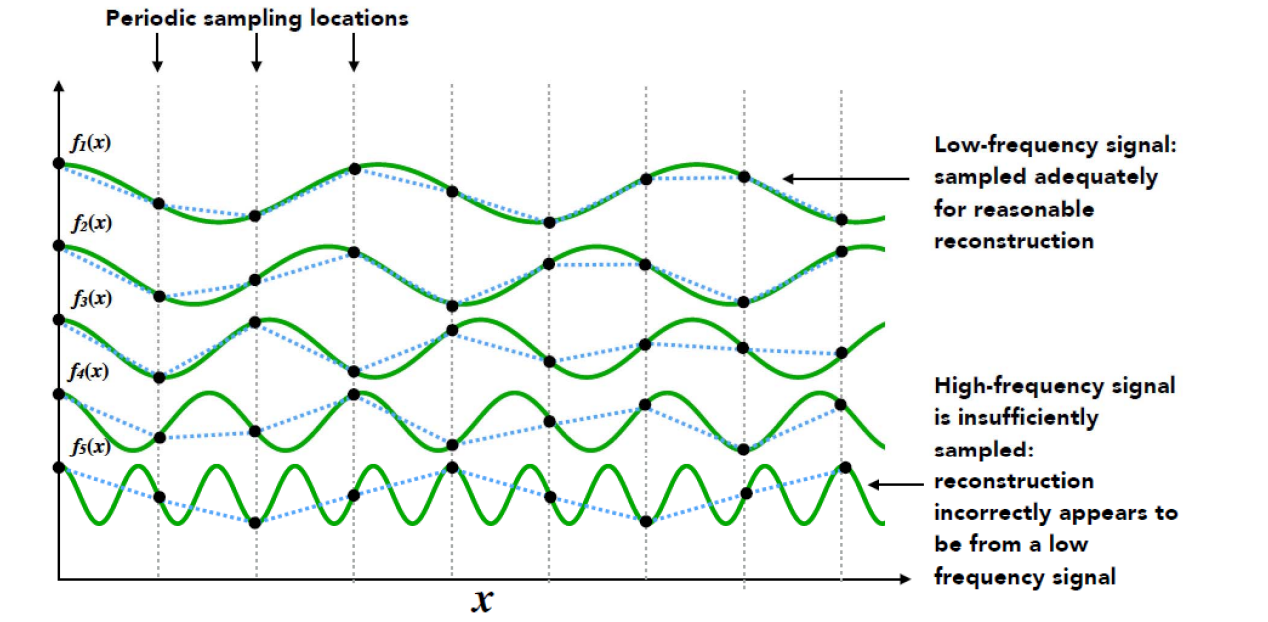 Periodic sampling locations
f1(x)
f2(x)
f3(x)
f4(x)
f5(x)
x
Low-frequency signal:
sampled adequately
for reasonable
reconstruction
High-frequency signal
is insufficiently
sampled:
reconstruction
incorrectly appears to
be from a low
frequency signal